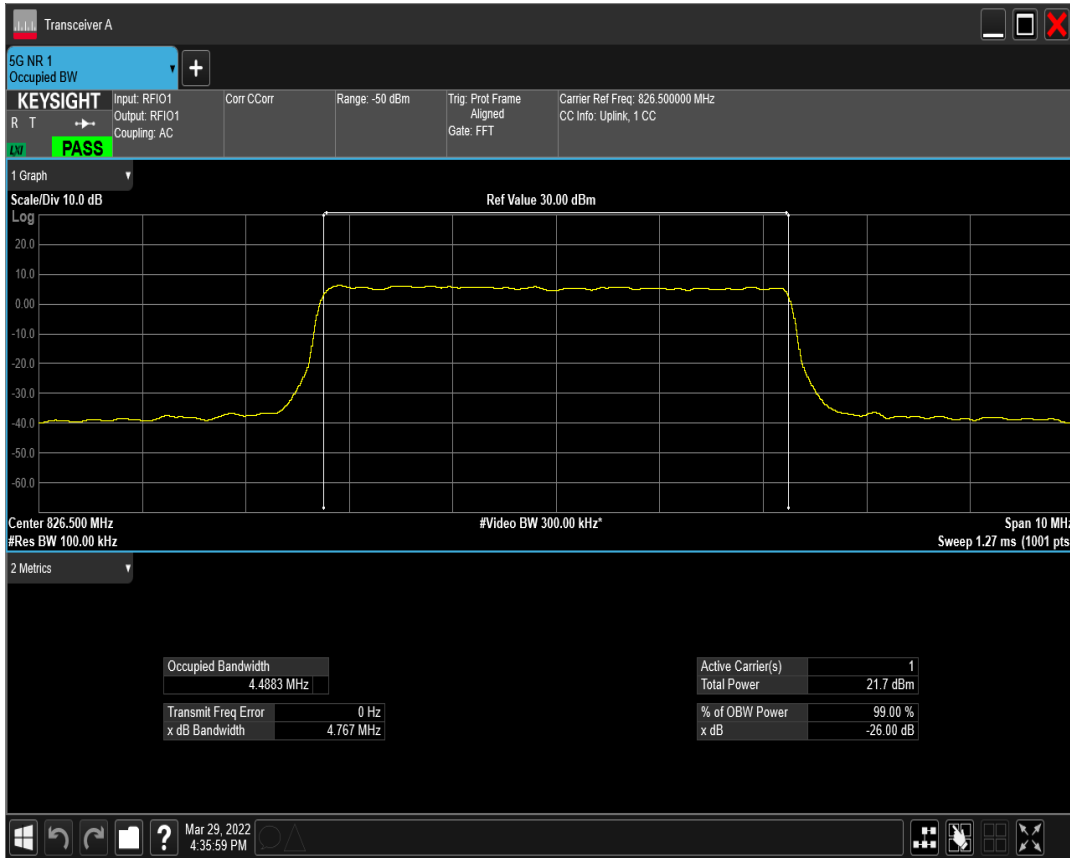 Transceiver A
5G NR 1
Occupied BW
+
KEYSIGHT
R T
LXI
PASS
Input: RFIO1
Output: RFIO1
Coupling: AC
Corr CCorr
Range: -50 dBm
Trig: Prot Frame
Aligned
Gate: FFT
Carrier Ref Freq: 826.500000 MHz
CC Info: Uplink, 1 CC
1 Graph
Scale/Div 10.0 dB
Ref Value 30.00 dBm
Log
20.0
10.0
0.00
-10.0
-20.0
-30.0
-40.0
-50.0
-60.0
Center 826.500 MHz
#Video BW 300.00 kHz*
Span 10 MHz
#Res BW 100.00 kHz
Sweep 1.27 ms (1001 pts
2 Metrics
Occupied Bandwidth
4.4883 MHz
Transmit Freq Error 0 Hz
x dB Bandwidth 4.767 MHz
Active Carrier(s) 1
Total Power 21.7 dBm
% of OBW Power 99.00 %
x dB -26.00 dB
?
Mar 29, 2022
4:35:59 PM